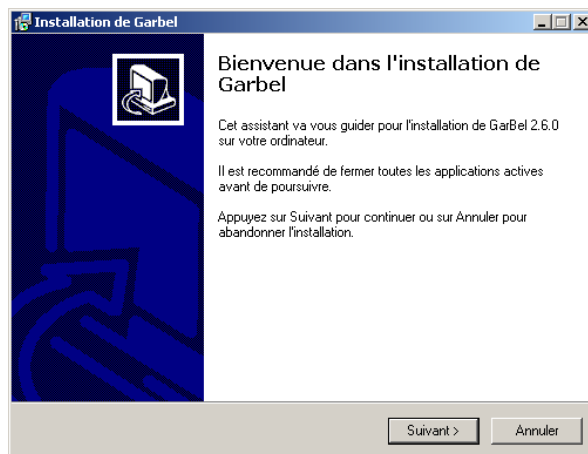 Installation de Garbel
Bienvenue dans l'installation de
Garbel
Cet assistant va vous guider pour l'installation de GarBel 2.6.0
sur votre ordinateur.
Il est recommandé de fermer toutes les applications actives
avant de poursuivre.
Appuyez sur Suivant pour continuer ou sur Annuler pour
abandonner l'installation.
Suivant >
Annuler